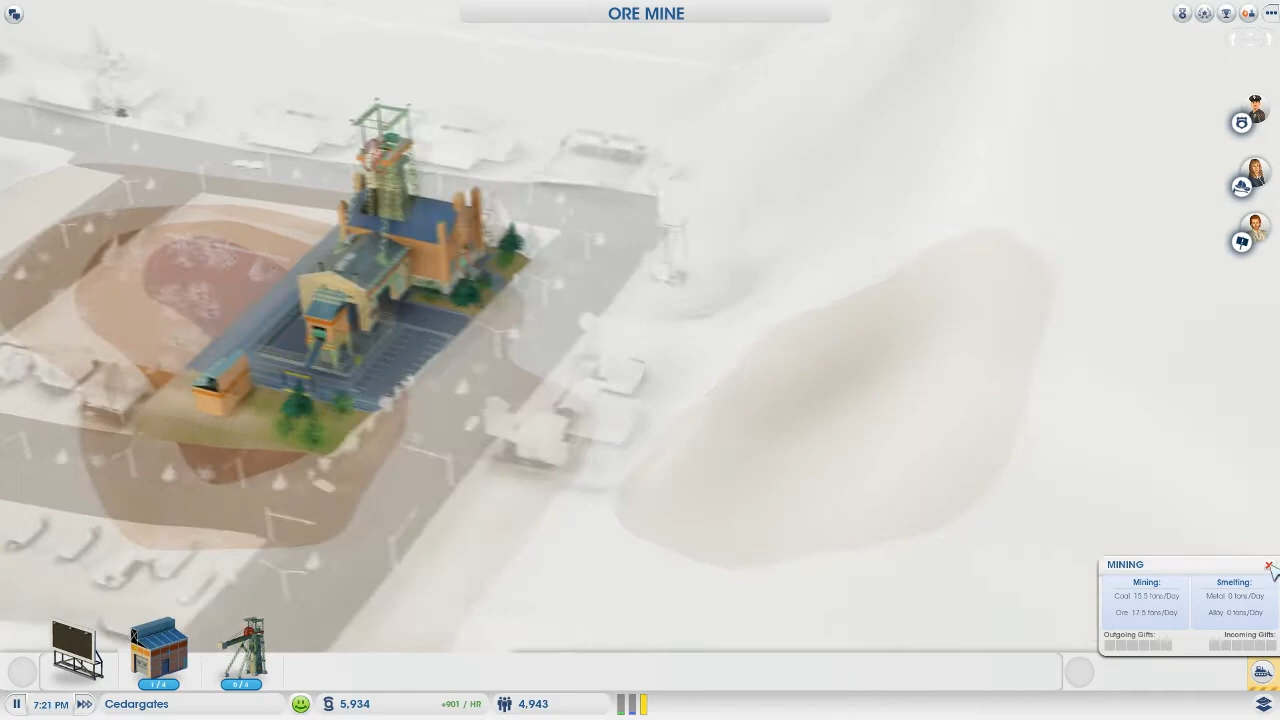 ORE MINE
MINING
Mining:
Smelting:
Coal 15.5 tons/Day
Metal 0 tons/Day
Ore 17.5 tons/Day
Alloy 0 tons/Day
Outgoing Gifts:
Incoming Gifts:
1 / 4
0 / 4
7:21 PM
Cedargates
5,934
+901 / HR
4,943